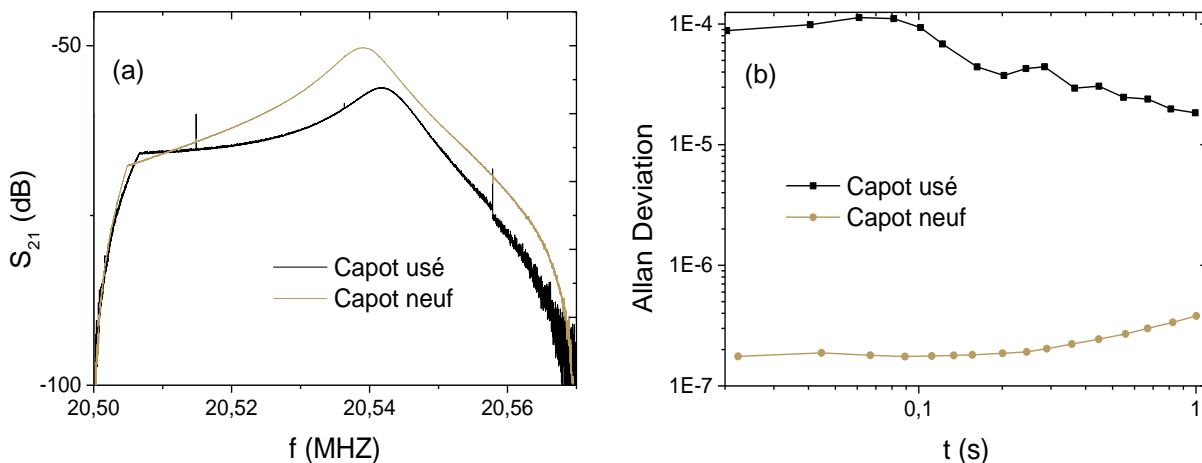 (a)
-50
-100
S21 (dB)
Capot usé
Capot neuf
20,50
20,52
20,54
20,56
f (MHZ)
(b)
1E-4
1E-5
1E-6
1E-7
Allan Deviation
Capot usé
Capot neuf
0,1
1
t (s)